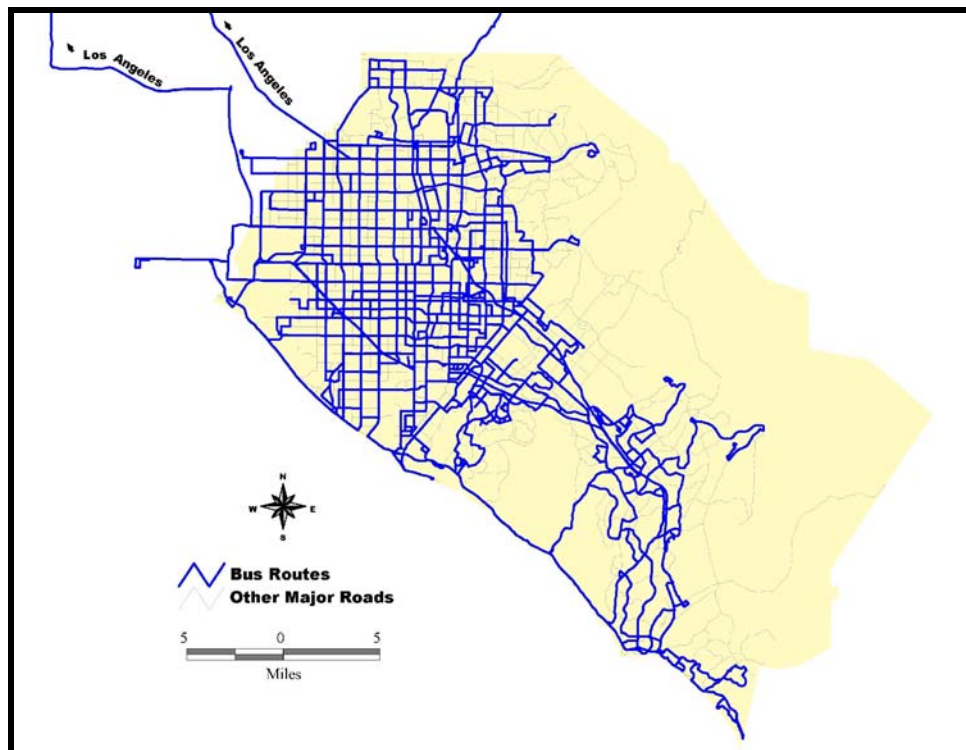 Los Angeles
Los Angeles
N
W E
S
Bus Routes
Other Major Roads
5 0 5
Miles